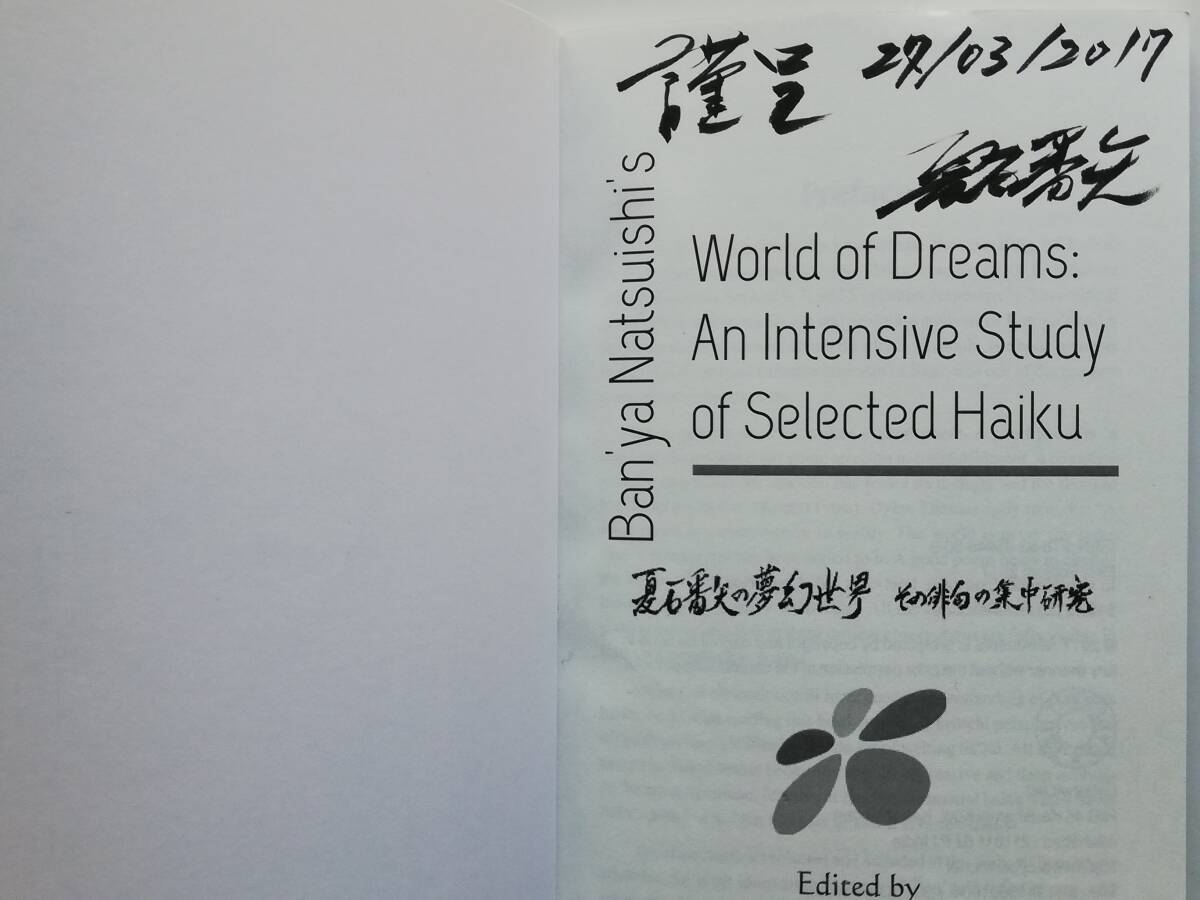 謹呈 27/03/2017
夏石番矢
Ban'ya Natsuishi's
World of Dreams:
An Intensive Study
of Selected Haiku
夏石番矢の夢幻世界 その俳句の集中研究
Edited by